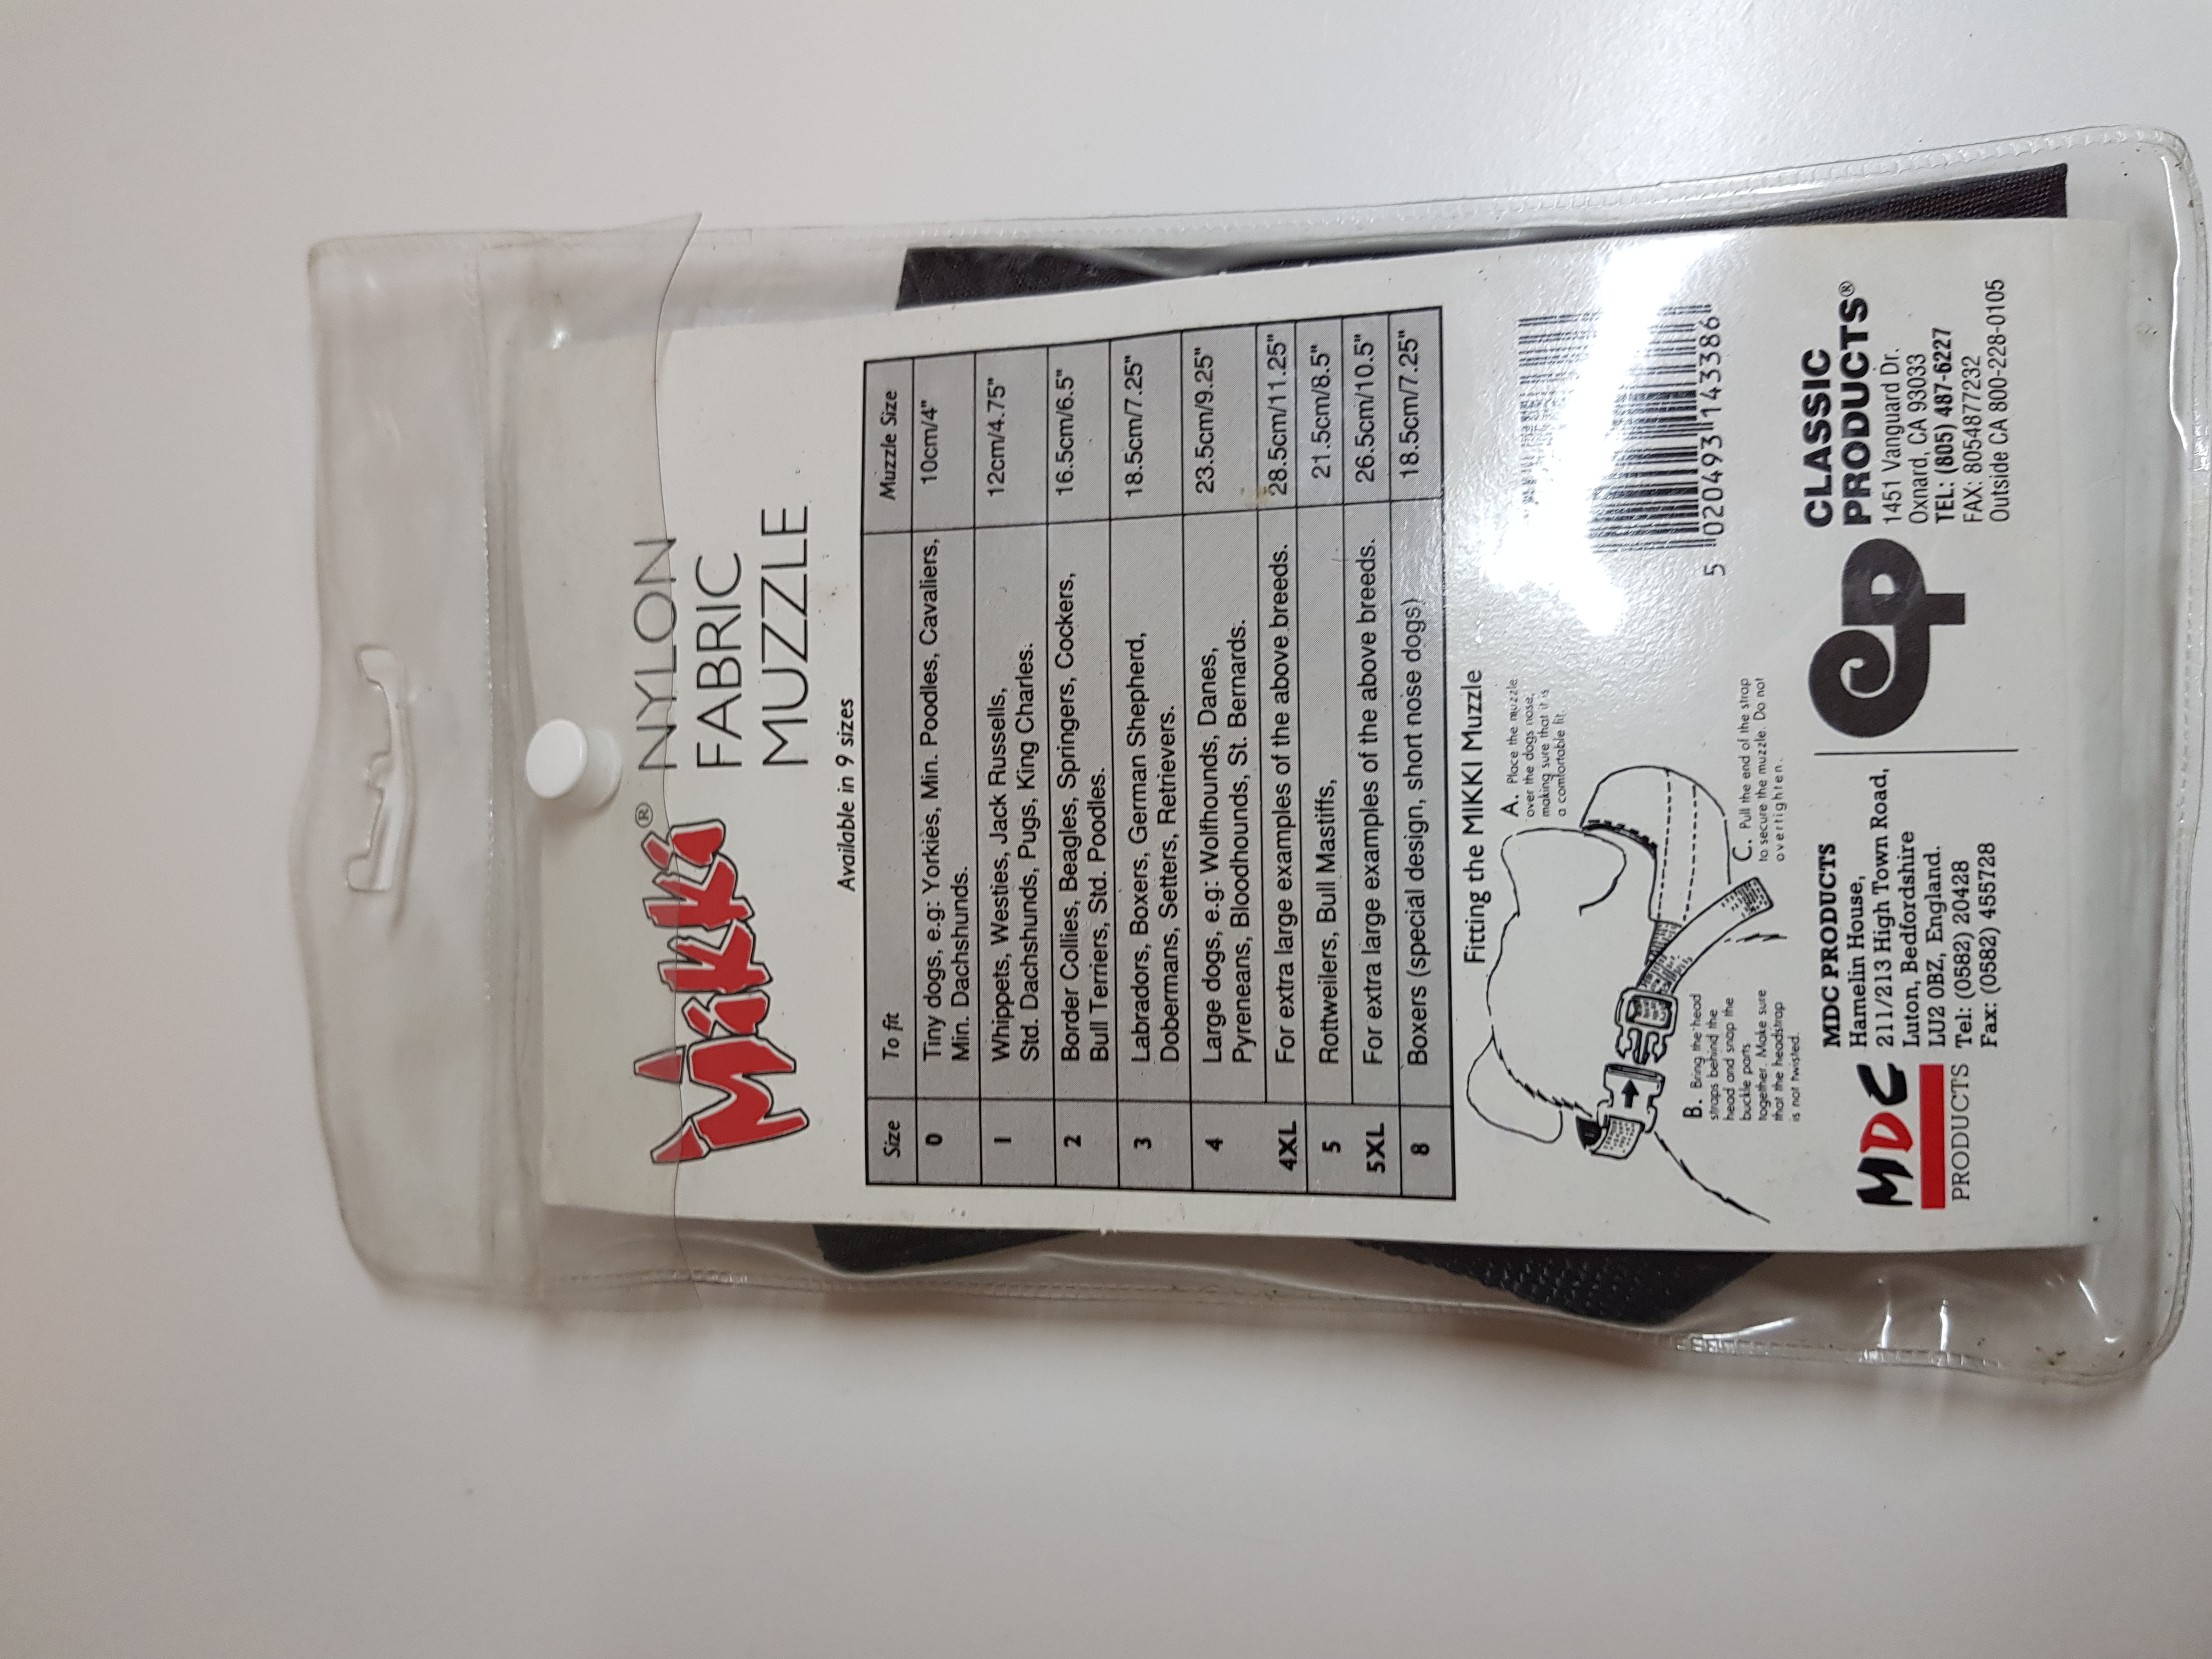 Mikki® NYLON
FABRIC
MUZZLE
Available in 9 sizes
Size To fit Muzzle Size
0 Tiny dogs, e.g: Yorkies, Min. Poodles, Cavaliers, 10cm/4"
Min. Dachshunds.
1 Whippets, Westies, Jack Russells, 12cm/4.75"
Std. Dachshunds, Pugs, King Charles.
2 Border Collies, Beagles, Springers, Cockers, 16.5cm/6.5"
Bull Terriers, Std. Poodles.
3 Labradors, Boxers, German Shepherd, 18.5cm/7.25"
Dobermans, Setters, Retrievers.
4 Large dogs, e.g: Wolfhounds, Danes, 23.5cm/9.25"
Pyreneans, Bloodhounds, St. Bernards.
4XL For extra large examples of the above breeds. 28.5cm/11.25"
5 Rottweilers, Bull Mastiffs, 21.5cm/8.5"
5XL For extra large examples of the above breeds. 26.5cm/10.5"
8 Boxers (special design, short nose dogs) 18.5cm/7.25"
Fitting the MIKKI Muzzle
A. Place the muzzle
over the dogs nose,
making sure that it is
a comfortable fit.
B. Bring the head
straps behind the
head and snap the
buckle parts
together. Make sure
that the headstrap
is not twisted.
C. Pull the end of the strap
to secure the muzzle. Do not
overtighten.
5 020493 143386
MDC
PRODUCTS
MDC PRODUCTS
Hamelin House,
211/213 High Town Road,
Luton, Bedfordshire
LU2 0BZ, England.
Tel: (0582) 20428
Fax: (0582) 455728
cp
CLASSIC
PRODUCTS®
1451 Vanguard Dr.
Oxnard, CA 93033
TEL: (805) 487-6227
FAX: 8054877232
Outside CA 800-228-0105